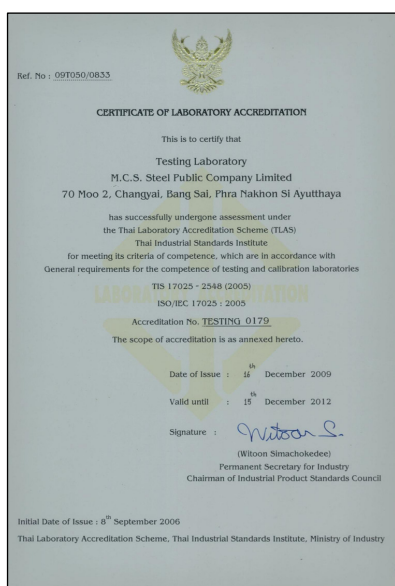 Ref. No : 09T050/0833
CERTIFICATE OF LABORATORY ACCREDITATION
This is to certify that
Testing Laboratory
M.C.S. Steel Public Company Limited
70 Moo 2, Changyai, Bang Sai, Phra Nakhon Si Ayutthaya
has successfully undergone assessment under
the Thai Laboratory Accreditation Scheme (TLAS)
Thai Industrial Standards Institute
for meeting its criteria of competence, which are in accordance with
General requirements for the competence of testing and calibration laboratories
TIS 17025 - 2548 (2005)
ISO/IEC 17025 : 2005
LABORATORY ACCREDITATION
Accreditation No. TESTING 0179
The scope of accreditation is as annexed hereto.
Date of Issue : 16th December 2009
Valid until : 15th December 2012
Signature : Witoon S.
(Witoon Simachokedee)
Permanent Secretary for Industry
Chairman of Industrial Product Standards Council
Initial Date of Issue : 8th September 2006
Thai Laboratory Accreditation Scheme, Thai Industrial Standards Institute, Ministry of Industry